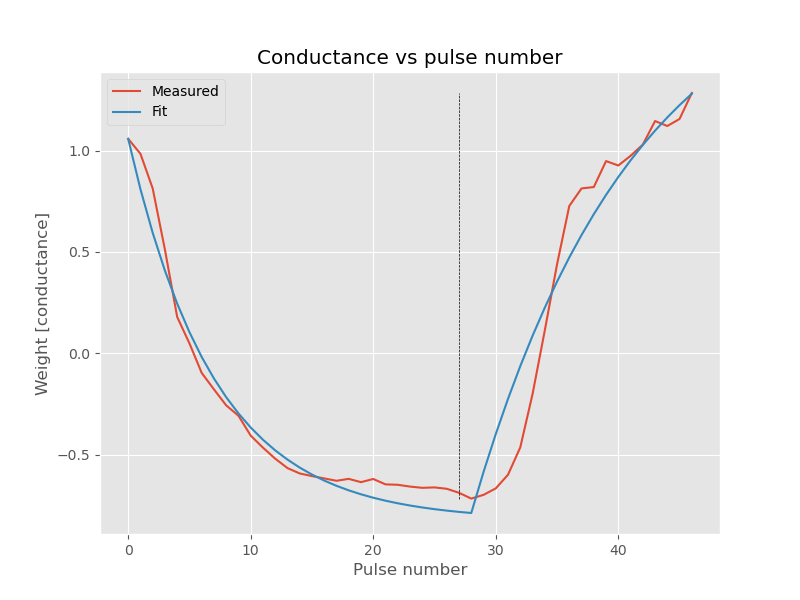 Conductance vs pulse number
Measured
Fit
1.0
0.5
0.0
−0.5
Weight [conductance]
0 10 20 30 40
Pulse number